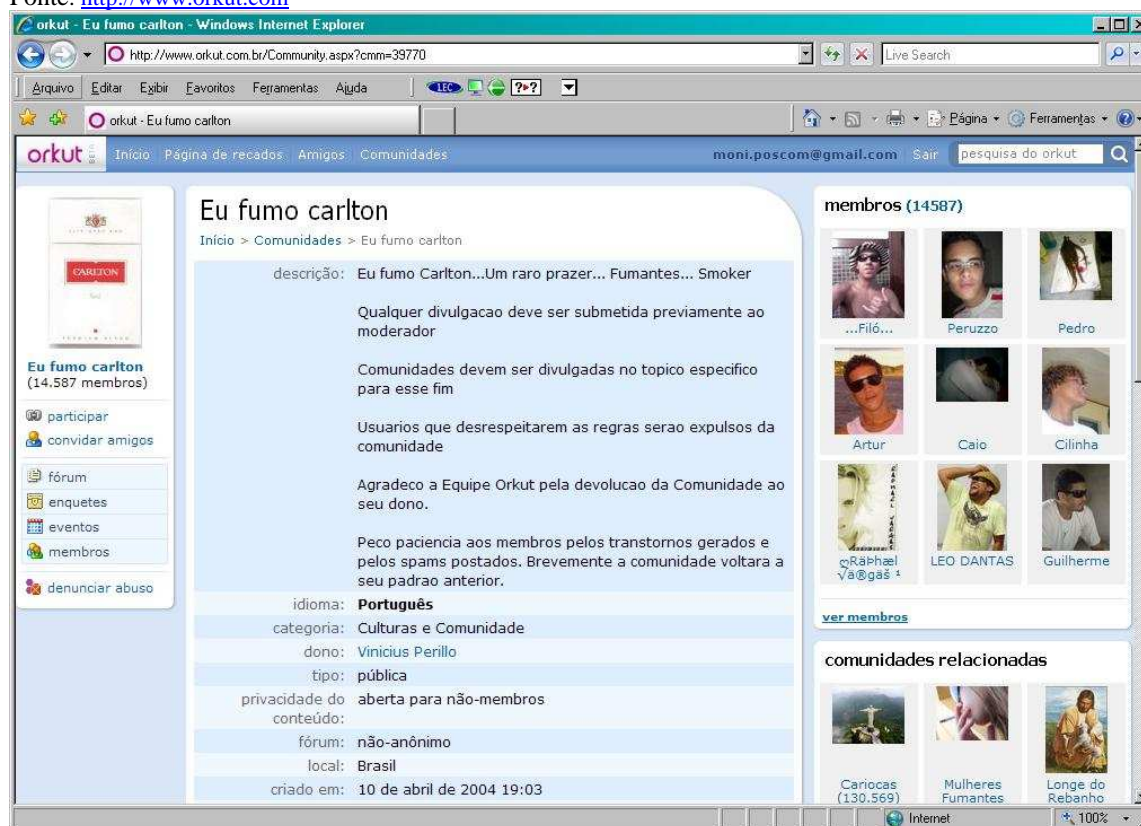 Fonte: http://www.orkut.com
orkut - Eu fumo carlton - Windows Internet Explorer
http://www.orkut.com.br/Community.aspx?cmm=39770
Live Search
Arquivo Editar Exibir Favoritos Ferramentas Ajuda
orkut - Eu fumo carlton
Página Ferramentas
orkut
Início Página de recados Amigos Comunidades
moni.poscom@gmail.com Sair pesquisa do orkut
CARLTON
Eu fumo carlton
(14.587 membros)
participar
convidar amigos
fórum
enquetes
eventos
membros
denunciar abuso
Eu fumo carlton
Início > Comunidades > Eu fumo carlton
descrição: Eu fumo Carlton...Um raro prazer... Fumantes... Smoker
Qualquer divulgacao deve ser submetida previamente ao
moderador
Comunidades devem ser divulgadas no topico especifico
para esse fim
Usuarios que desrespeitarem as regras serao expulsos da
comunidade
Agradeco a Equipe Orkut pela devolucao da Comunidade ao
seu dono.
Peco paciencia aos membros pelos transtornos gerados e
pelos spams postados. Brevemente a comunidade voltara a
seu padrao anterior.
idioma: Português
categoria: Culturas e Comunidade
dono: Vinicius Perillo
tipo: pública
privacidade do conteúdo: aberta para não-membros
fórum: não-anônimo
local: Brasil
criado em: 10 de abril de 2004 19:03
membros (14587)
...Filó... Peruzzo Pedro
Artur Caio Cilinha
LEO DANTAS Guilherme
ver membros
comunidades relacionadas
Cariocas (130.569)
Mulheres Fumantes
Longe do Rebanho
Internet 100%